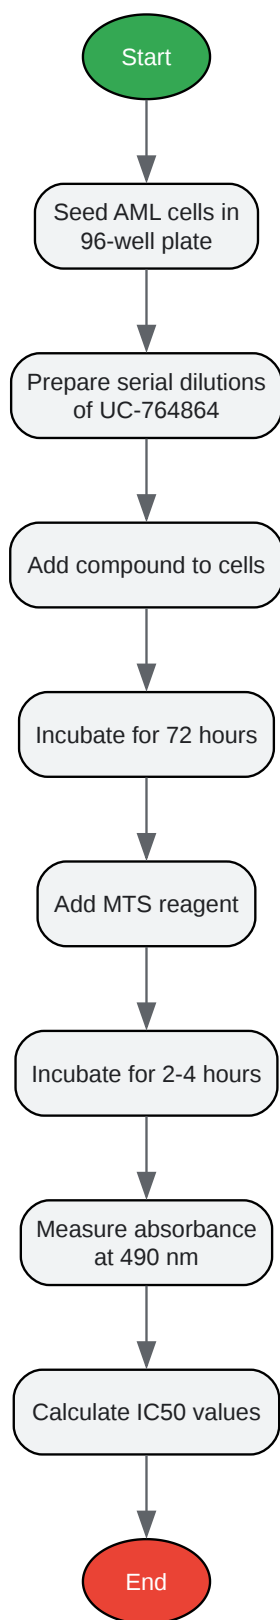 Start
Seed AML cells in
96-well plate
Prepare serial dilutions
of UC-764864
Add compound to cells
Incubate for 72 hours
Add MTS reagent
Incubate for 2-4 hours
Measure absorbance
at 490 nm
Calculate IC50 values
End